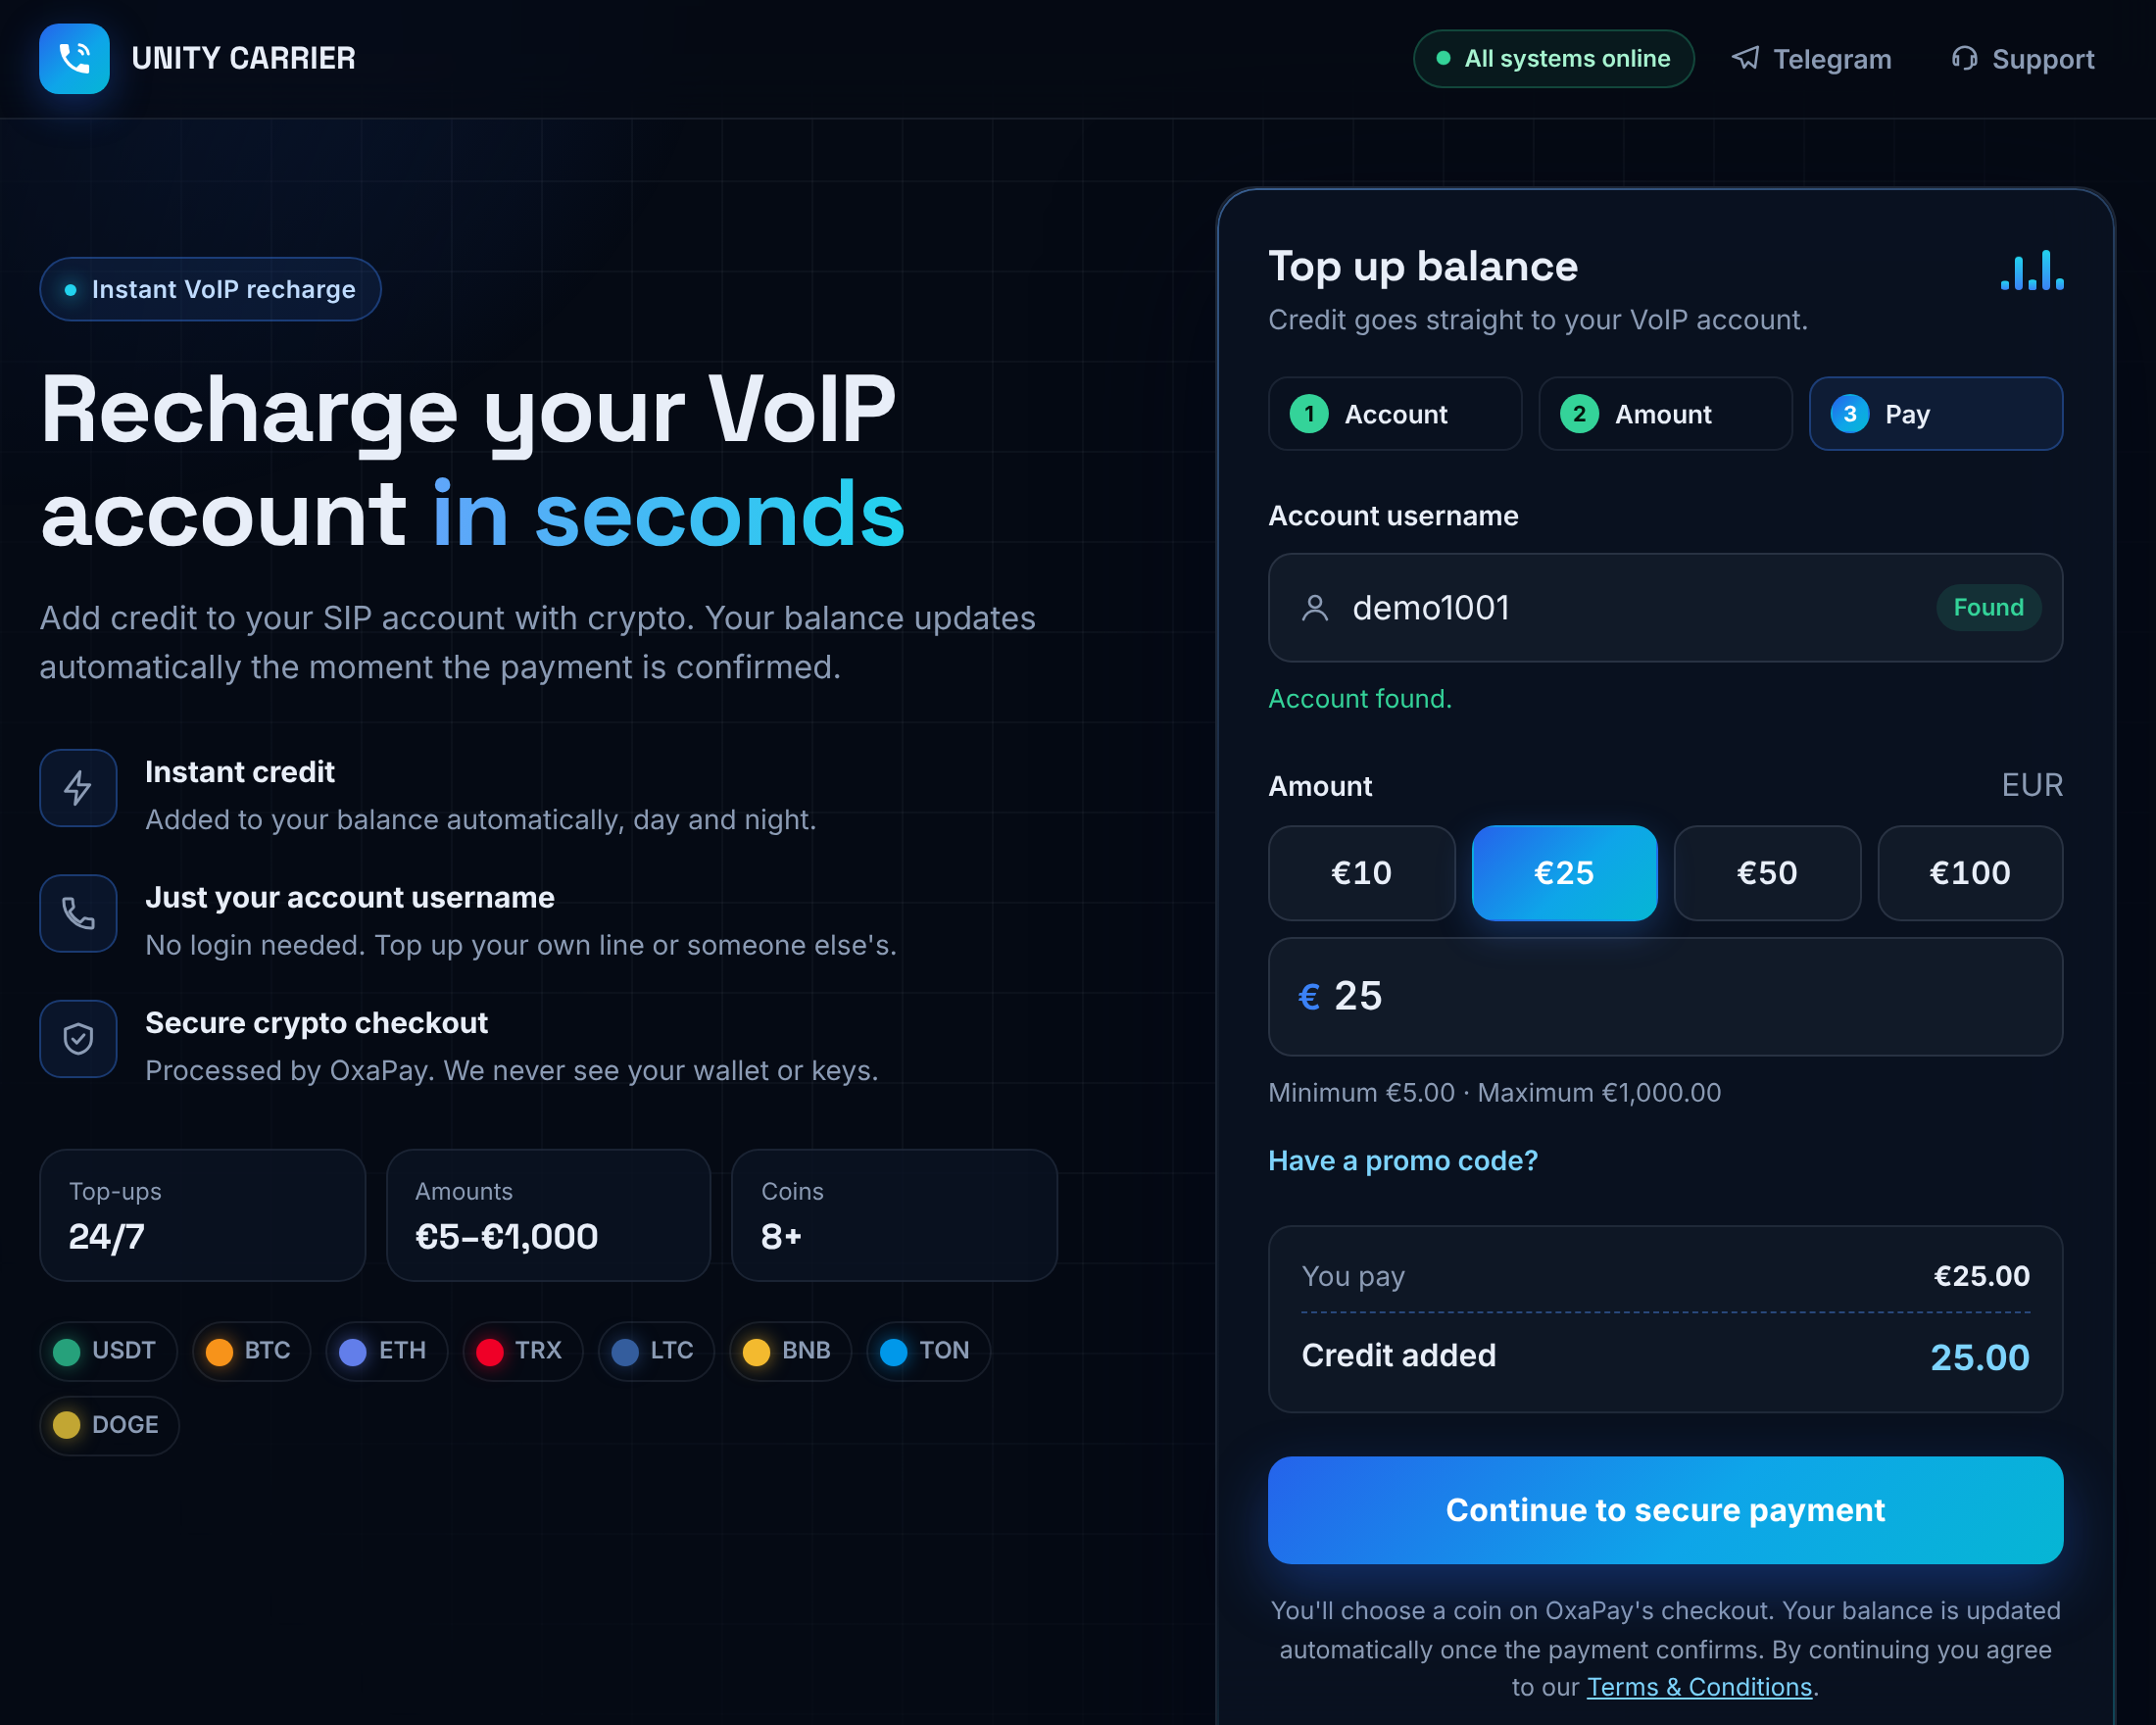 UNITY CARRIER
All systems online
Telegram
Support
Instant VoIP recharge
Recharge your VoIP
account in seconds
Add credit to your SIP account with crypto. Your balance updates
automatically the moment the payment is confirmed.
Instant credit
Added to your balance automatically, day and night.
Just your account username
No login needed. Top up your own line or someone else's.
Secure crypto checkout
Processed by OxaPay. We never see your wallet or keys.
Top-ups
24/7
Amounts
€5–€1,000
Coins
8+
USDT
BTC
ETH
TRX
LTC
BNB
TON
DOGE
Top up balance
Credit goes straight to your VoIP account.
1 Account
2 Amount
3 Pay
Account username
demo1001
Found
Account found.
Amount
EUR
€10
€25
€50
€100
€ 25
Minimum €5.00 · Maximum €1,000.00
Have a promo code?
You pay
€25.00
Credit added
25.00
Continue to secure payment
You'll choose a coin on OxaPay's checkout. Your balance is updated
automatically once the payment confirms. By continuing you agree
to our Terms & Conditions.